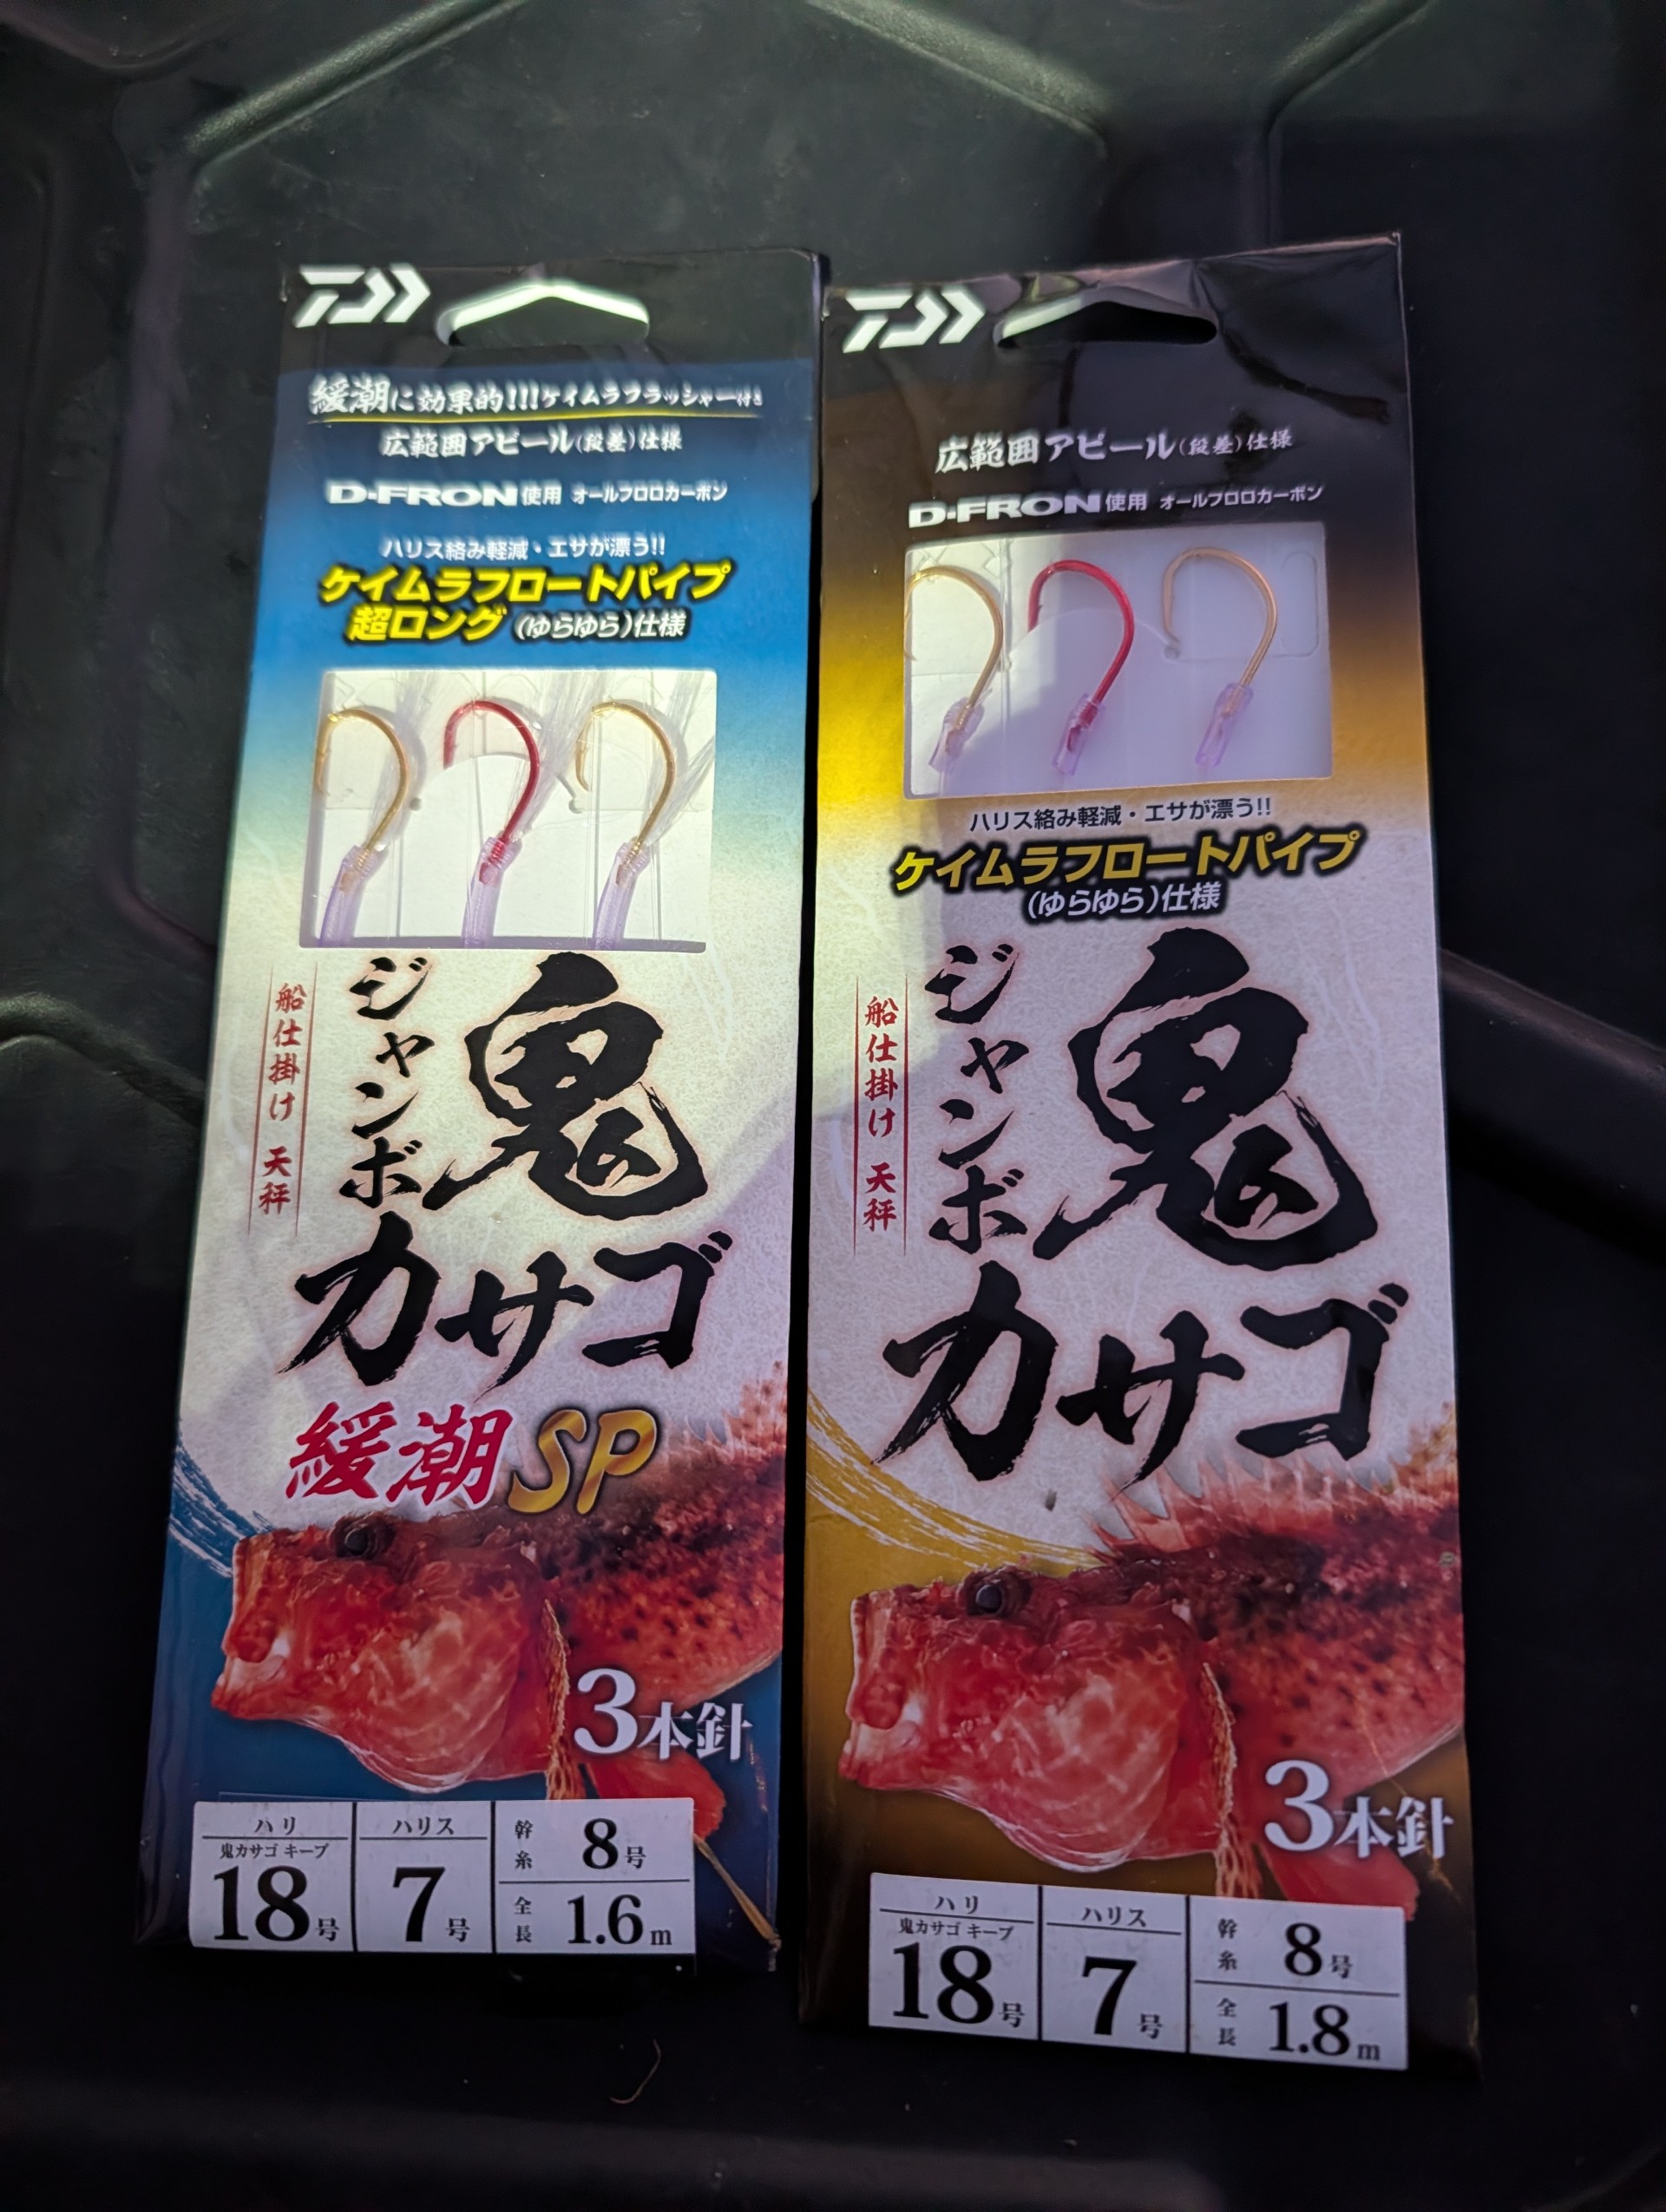 緩潮に効果的!!!ケイムラフラッシャー付き
広範囲アピール(段差)仕様
D-FRON使用 オールフロロカーボン
ハリス絡み軽減・エサが漂う!!
ケイムラフロートパイプ
超ロング(ゆらゆら)仕様
船仕掛け 天秤
ジャンボ
鬼
カサゴ
緩潮SP
3本針
ハリ
鬼カサゴ キープ
18号
ハリス
7号
幹糸 8号
全長 1.6m
広範囲アピール(段差)仕様
D-FRON使用 オールフロロカーボン
ハリス絡み軽減・エサが漂う!!
ケイムラフロートパイプ
(ゆらゆら)仕様
船仕掛け 天秤
ジャンボ
鬼
カサゴ
3本針
ハリ
鬼カサゴ キープ
18号
ハリス
7号
幹糸 8号
全長 1.8m